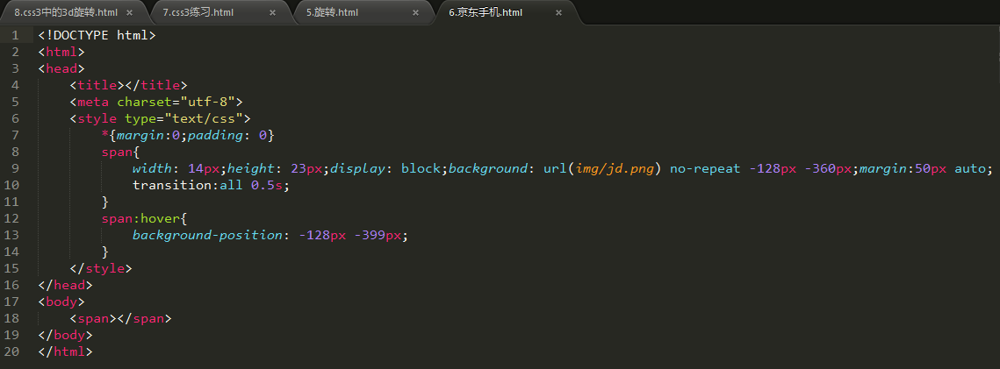 8.css3中的3d旋转.html × 7.css3练习.html × 5.旋转.html × 6.京东手机.html ×
1 <!DOCTYPE html>
2 <html>
3 <head>
4     <title></title>
5     <meta charset="utf-8">
6     <style type="text/css">
7         *{margin:0;padding: 0}
8         span{
9             width: 14px;height: 23px;display: block;background: url(img/jd.png) no-repeat -128px -360px;margin:50px auto;
10             transition:all 0.5s;
11         }
12         span:hover{
13             background-position: -128px -399px;
14         }
15     </style>
16 </head>
17 <body>
18     <span></span>
19 </body>
20 </html>